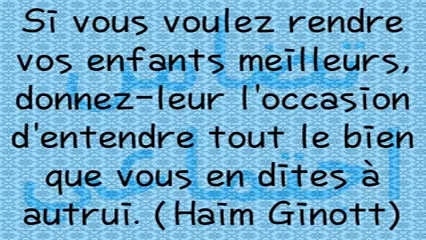 Si vous voulez rendre
vos enfants meilleurs,
donnez-leur l'occasion
d'entendre tout le bien
que vous en dites à
autrui. (Haïm Ginott)